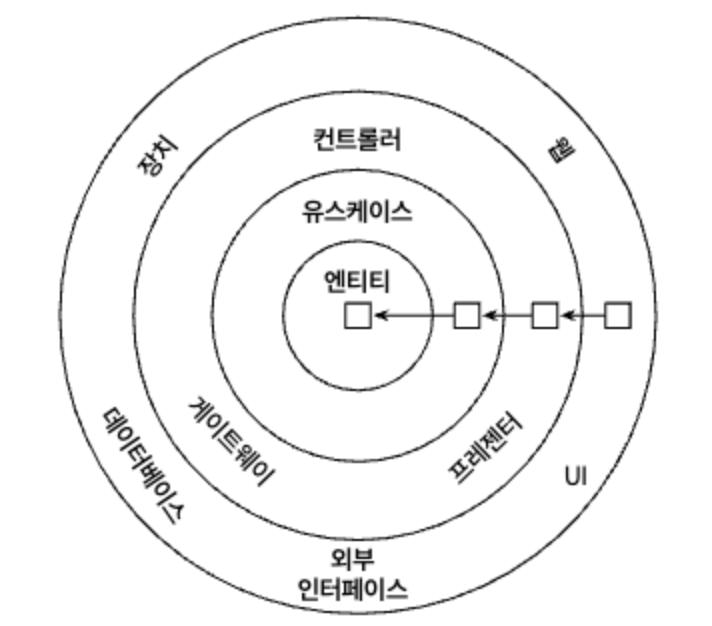 장치
컨트롤러
웹
유스케이스
엔티티
게이트웨이
프레젠터
데이터베이스
UI
외부
인터페이스